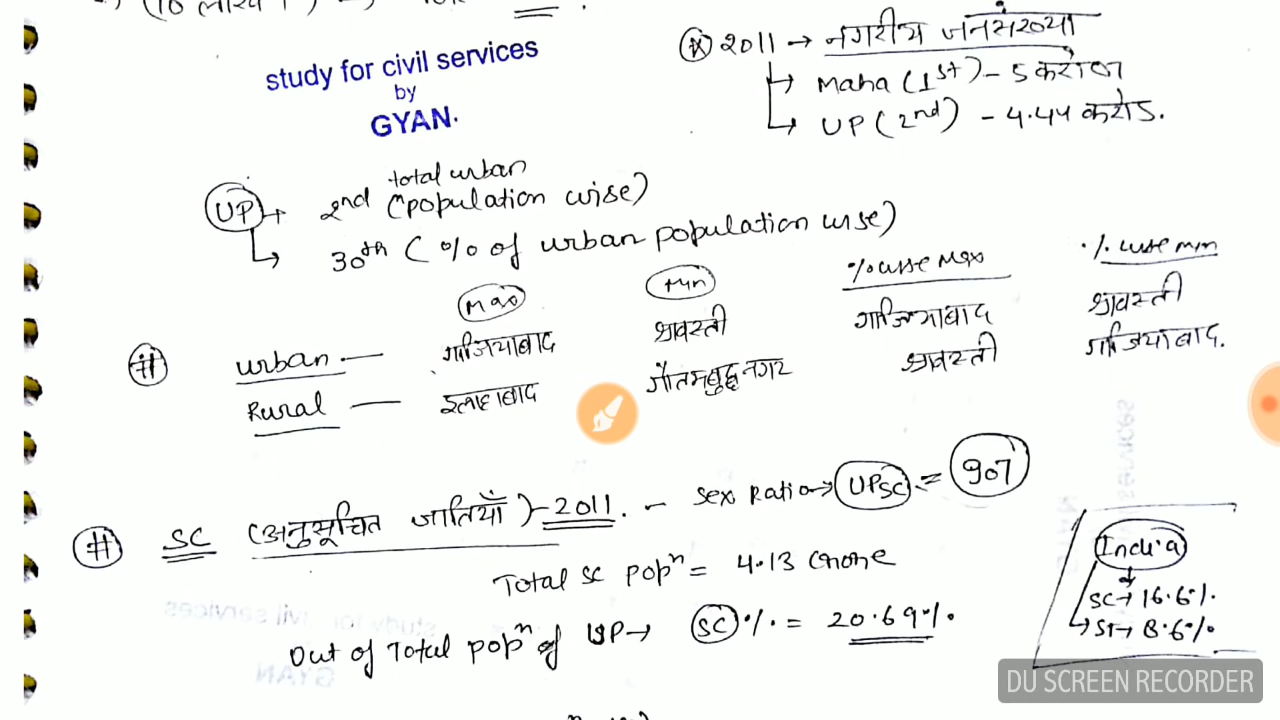 (10 लाख
study for civil services
by
GYAN.
2011 → नगरीय जनसंख्या
→ Maha (1st) - 5 करोड
→ UP (2nd) - 4.44 करोड.
UP → 2nd (population wise)
total urban
→ 30th (% of urban population wise)
Max Min % wise Max % wise min
# urban — गाजियाबाद श्रावस्ती गाजियाबाद श्रावस्ती
Rural — इलाहाबाद गौतमबुद्ध नगर श्रावस्ती गाजियाबाद.
# SC (अनुसूचित जातियाँ) - 2011. - Sex Ratio → UPSC = 907
Total SC popn = 4.13 crore
Out of Total popn of UP → SC % = 20.69%.
India
SC → 16.6%.
→ ST → 8.6%
DU SCREEN RECORDER